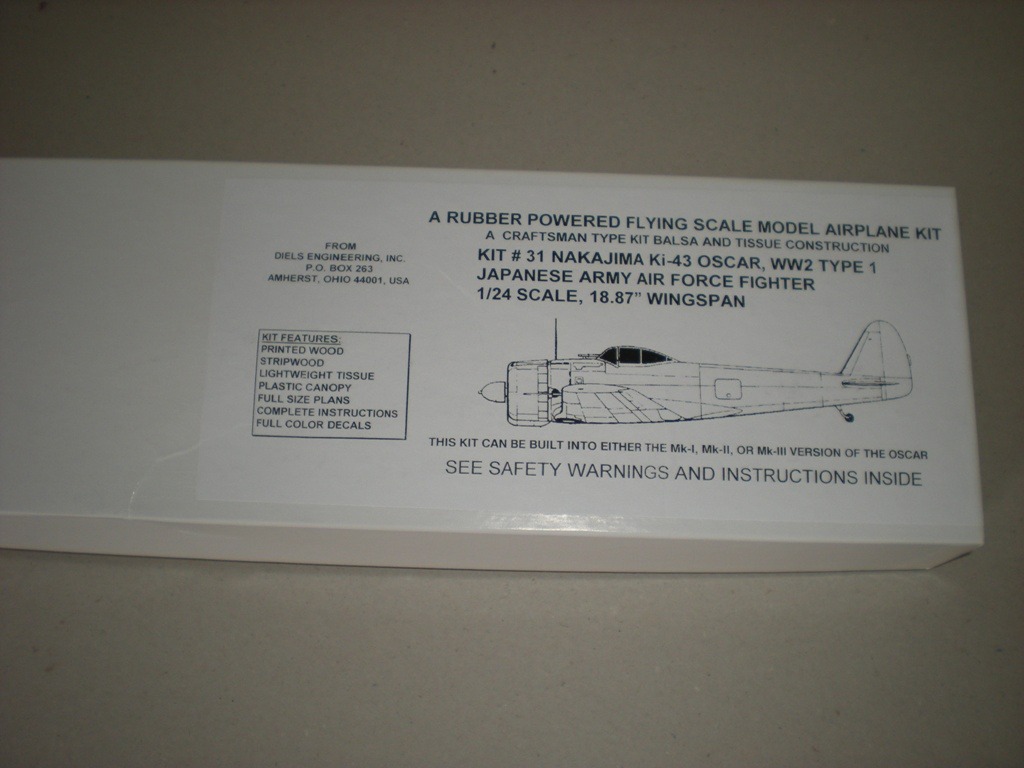 A RUBBER POWERED FLYING SCALE MODEL AIRPLANE KIT
A CRAFTSMAN TYPE KIT BALSA AND TISSUE CONSTRUCTION
KIT # 31 NAKAJIMA Ki-43 OSCAR, WW2 TYPE 1
JAPANESE ARMY AIR FORCE FIGHTER
1/24 SCALE, 18.87" WINGSPAN
FROM
DIELS ENGINEERING, INC.
P.O. BOX 263
AMHERST, OHIO 44001, USA
KIT FEATURES:
PRINTED WOOD
STRIPWOOD
LIGHTWEIGHT TISSUE
PLASTIC CANOPY
FULL SIZE PLANS
COMPLETE INSTRUCTIONS
FULL COLOR DECALS
THIS KIT CAN BE BUILT INTO EITHER THE Mk-I, Mk-II, OR Mk-III VERSION OF THE OSCAR
SEE SAFETY WARNINGS AND INSTRUCTIONS INSIDE